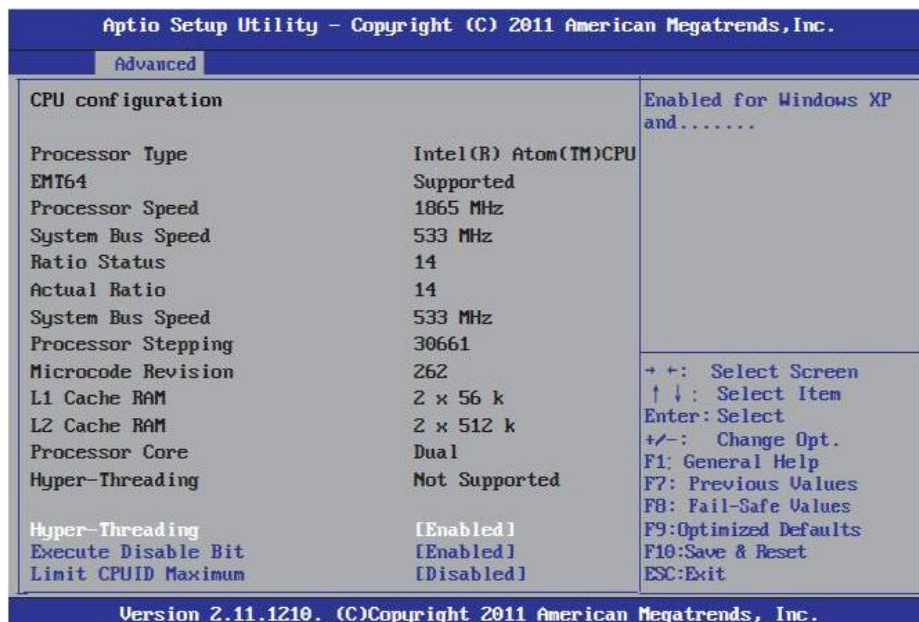 Aptio Setup Utility - Copyright (C) 2011 American Megatrends,Inc.
Advanced
CPU configuration
Processor Type Intel(R) Atom(TM)CPU
EMT64 Supported
Processor Speed 1865 MHz
System Bus Speed 533 MHz
Ratio Status 14
Actual Ratio 14
System Bus Speed 533 MHz
Processor Stepping 30661
Microcode Revision 262
L1 Cache RAM 2 x 56 k
L2 Cache RAM 2 x 512 k
Processor Core Dual
Hyper-Threading Not Supported
Hyper-Threading [Enabled]
Execute Disable Bit [Enabled]
Limit CPUID Maximum [Disabled]
Enabled for Windows XP
and.......
→ ←: Select Screen
↑ ↓: Select Item
Enter: Select
+/-: Change Opt.
F1: General Help
F7: Previous Values
F8: Fail-Safe Values
F9:Optimized Defaults
F10:Save & Reset
ESC:Exit
Version 2.11.1210. (C)Copyright 2011 American Megatrends, Inc.